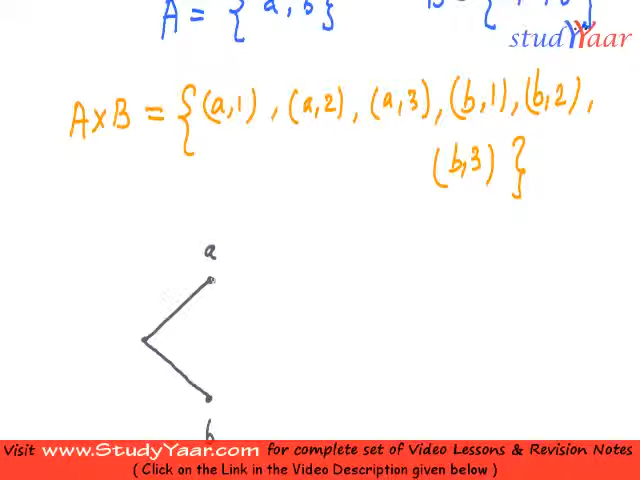 A = { a, b }
studYYaar
A×B = { (a,1) , (a,2), (a,3), (b,1), (b,2),
(b,3) }
a
b
Visit www.StudyYaar.com for complete set of Video Lessons & Revision Notes
( Click on the Link in the Video Description given below )